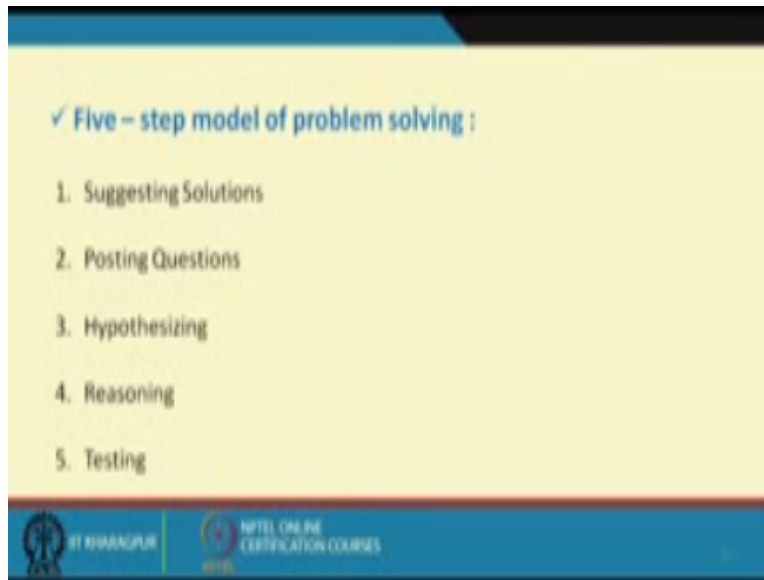 ✓ Five – step model of problem solving :
1. Suggesting Solutions
2. Posting Questions
3. Hypothesizing
4. Reasoning
5. Testing
IIT KHARAGPUR
NPTEL ONLINE
CERTIFICATION COURSES
NPTEL